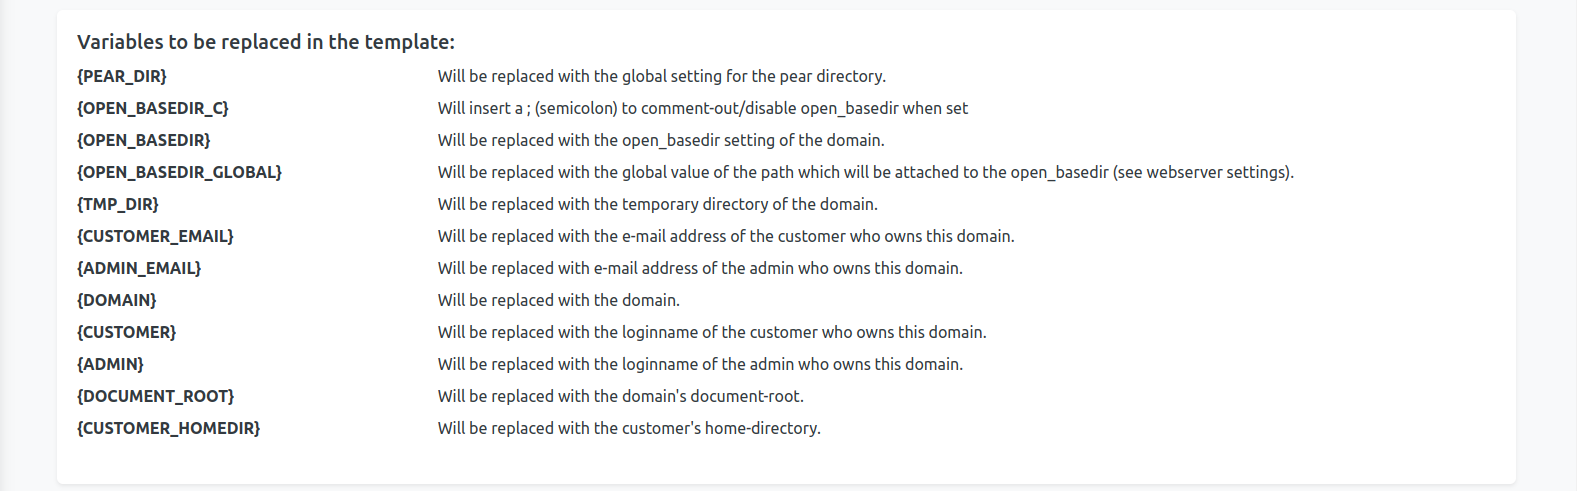 Variables to be replaced in the template:
{PEAR_DIR} Will be replaced with the global setting for the pear directory.
{OPEN_BASEDIR_C} Will insert a ; (semicolon) to comment-out/disable open_basedir when set
{OPEN_BASEDIR} Will be replaced with the open_basedir setting of the domain.
{OPEN_BASEDIR_GLOBAL} Will be replaced with the global value of the path which will be attached to the open_basedir (see webserver settings).
{TMP_DIR} Will be replaced with the temporary directory of the domain.
{CUSTOMER_EMAIL} Will be replaced with the e-mail address of the customer who owns this domain.
{ADMIN_EMAIL} Will be replaced with e-mail address of the admin who owns this domain.
{DOMAIN} Will be replaced with the domain.
{CUSTOMER} Will be replaced with the loginname of the customer who owns this domain.
{ADMIN} Will be replaced with the loginname of the admin who owns this domain.
{DOCUMENT_ROOT} Will be replaced with the domain's document-root.
{CUSTOMER_HOMEDIR} Will be replaced with the customer's home-directory.